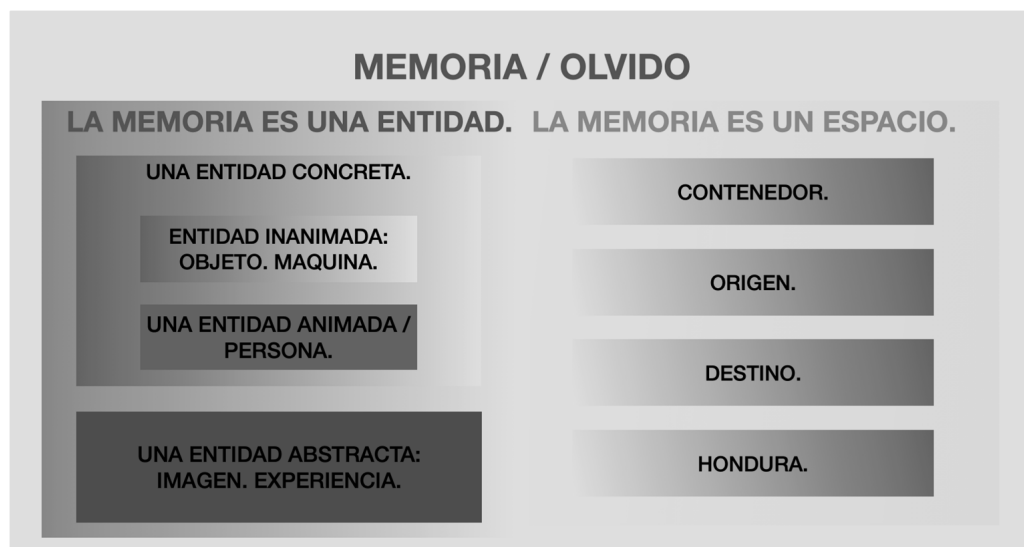 MEMORIA / OLVIDO
LA MEMORIA ES UNA ENTIDAD.
UNA ENTIDAD CONCRETA.
ENTIDAD INANIMADA:
OBJETO. MAQUINA.
UNA ENTIDAD ANIMADA /
PERSONA.
UNA ENTIDAD ABSTRACTA:
IMAGEN. EXPERIENCIA.
LA MEMORIA ES UN ESPACIO.
CONTENEDOR.
ORIGEN.
DESTINO.
HONDURA.